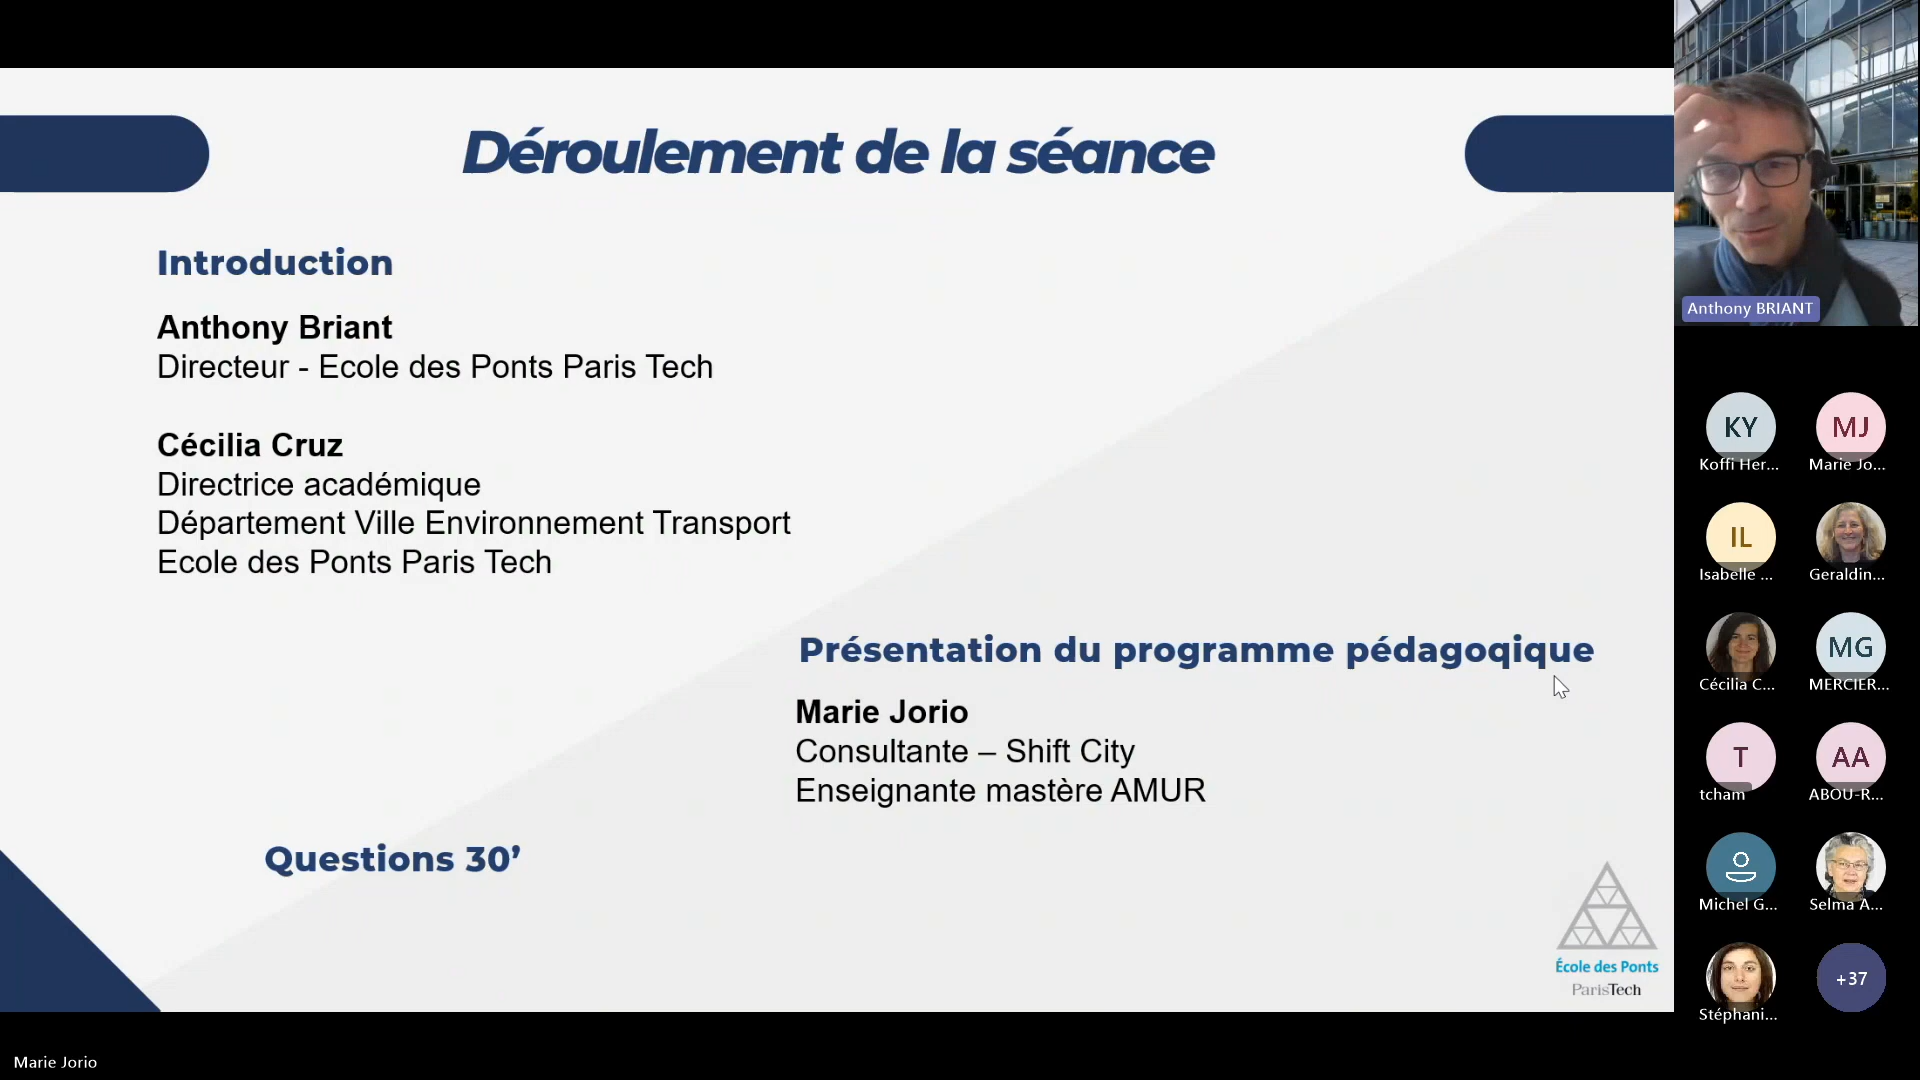 Déroulement de la séance
Introduction
Anthony Briant
Directeur - Ecole des Ponts Paris Tech
Cécilia Cruz
Directrice académique
Département Ville Environnement Transport
Ecole des Ponts Paris Tech
Présentation du programme pédagoqique
Marie Jorio
Consultante – Shift City
Enseignante mastère AMUR
Questions 30’
École des Ponts
ParisTech
Anthony BRIANT
KY
Koffi Her...
MJ
Marie Jo...
IL
Isabelle ...
Geraldin...
Cécilia C...
MG
MERCIER...
T
tcham
AA
ABOU-R...
Michel G...
Selma A...
Stéphani...
+37
Marie Jorio